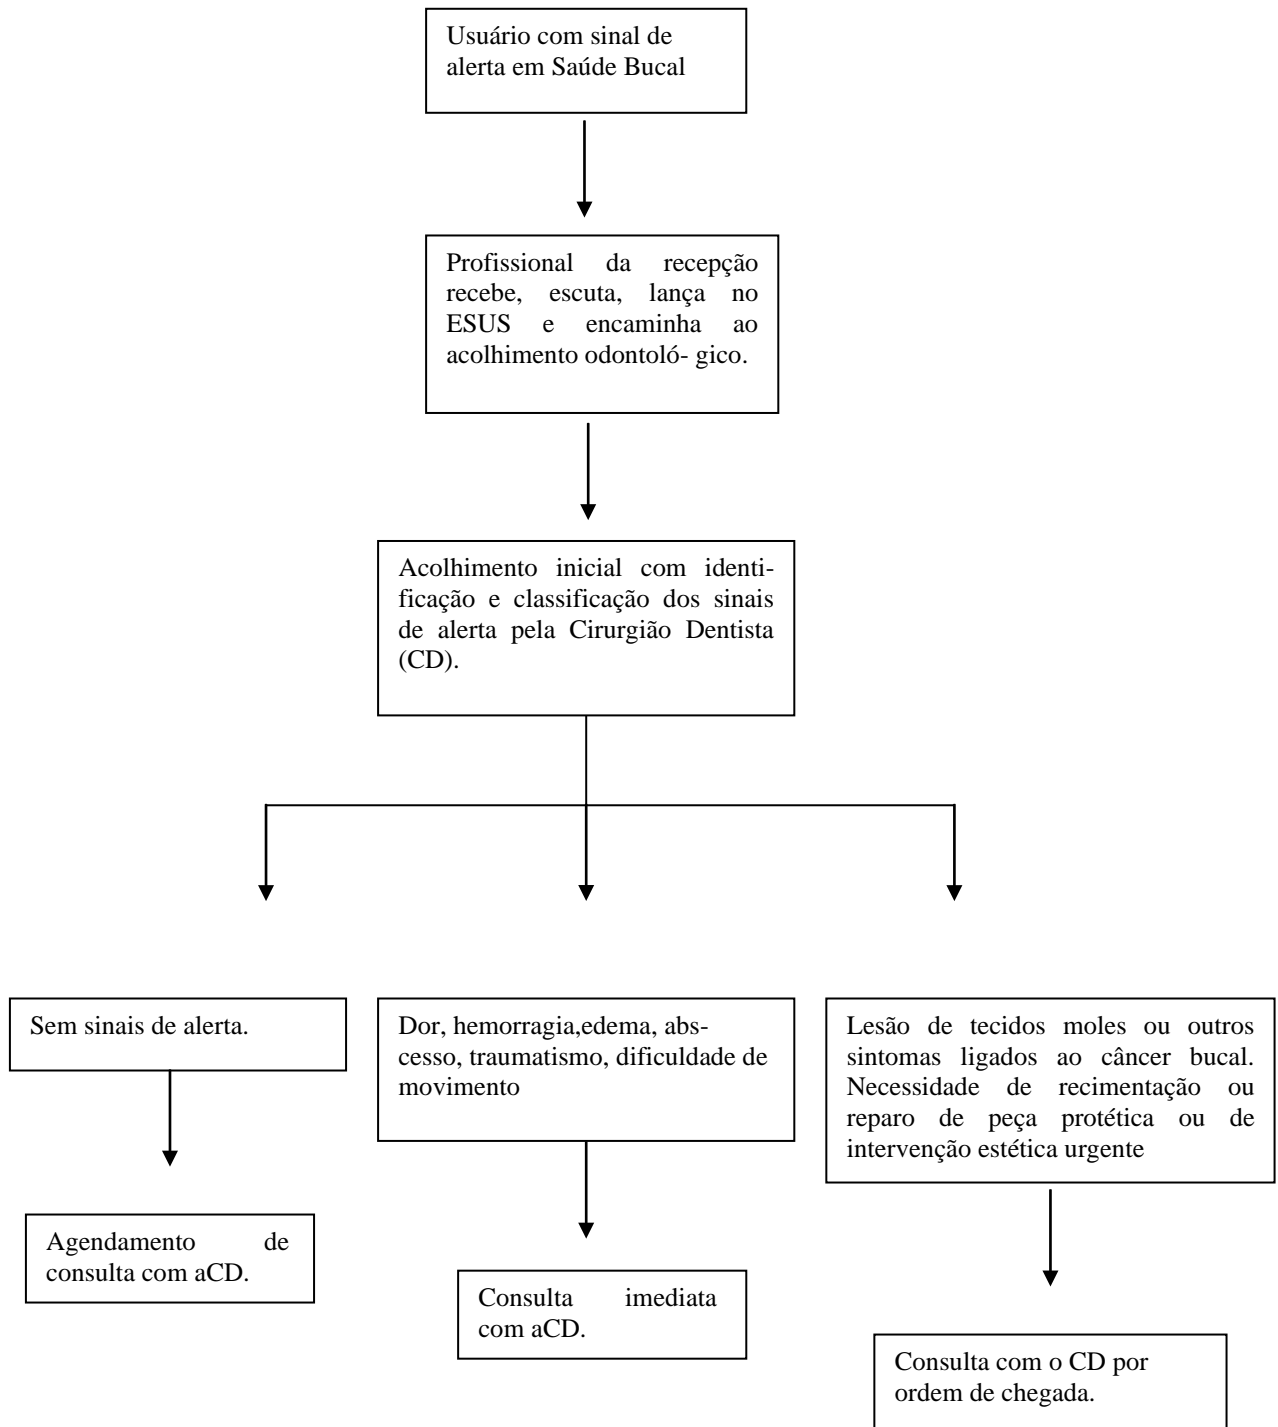 Usuário com sinal de
alerta em Saúde Bucal
Profissional da recepção
recebe, escuta, lança no
ESUS e encaminha ao
acolhimento odontoló- gico.
Acolhimento inicial com identi-
ficação e classificação dos sinais
de alerta pela Cirurgião Dentista
(CD).
Sem sinais de alerta.
Dor, hemorragia,edema, abs-
cesso, traumatismo, dificuldade de
movimento
Lesão de tecidos moles ou outros
sintomas ligados ao câncer bucal.
Necessidade de recimentação ou
reparo de peça protética ou de
intervenção estética urgente
Agendamento de
consulta com aCD.
Consulta imediata
com aCD.
Consulta com o CD por
ordem de chegada.